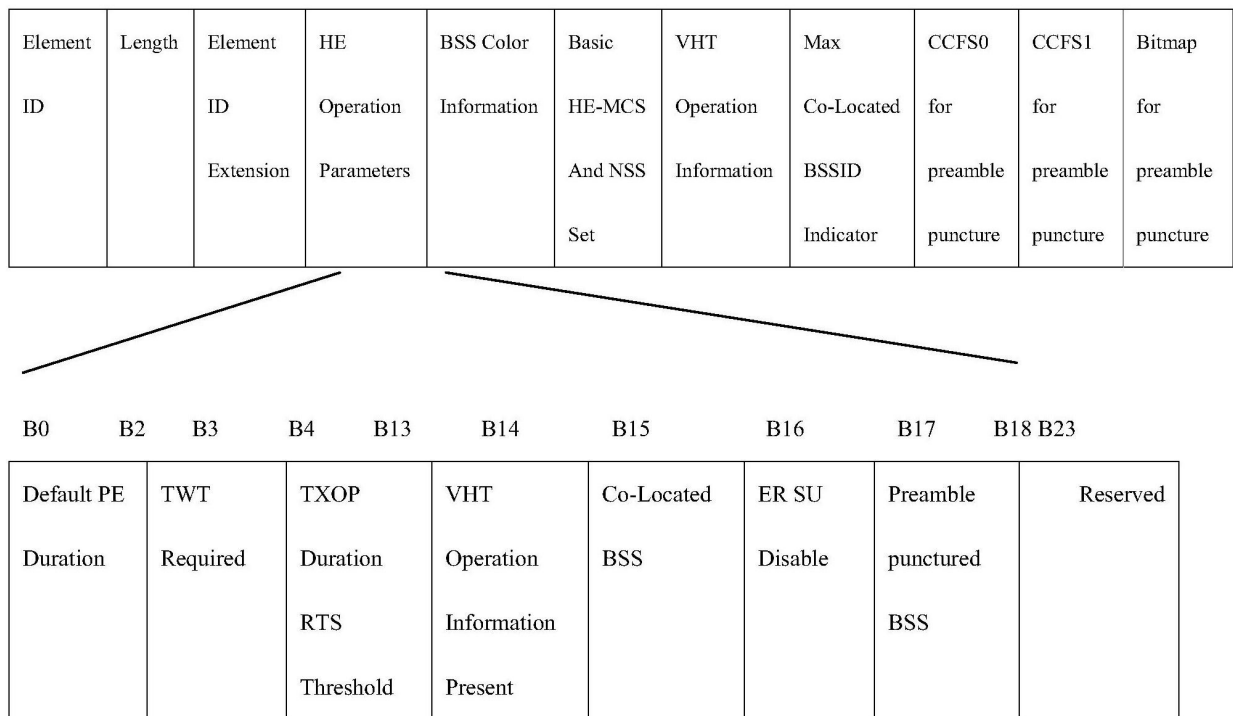 Element Length Element HE BSS Color Basic VHT Max CCFS0 CCFS1 Bitmap
ID ID Operation Information HE-MCS Operation Co-Located for for for
Extension Parameters And NSS Information BSSID preamble preamble preamble
Set Indicator puncture puncture puncture
B0 B2 B3 B4 B13 B14 B15 B16 B17 B18 B23
Default PE TWT TXOP VHT Co-Located ER SU Preamble Reserved
Duration Required Duration Operation BSS Disable punctured
RTS Information BSS
Threshold Present